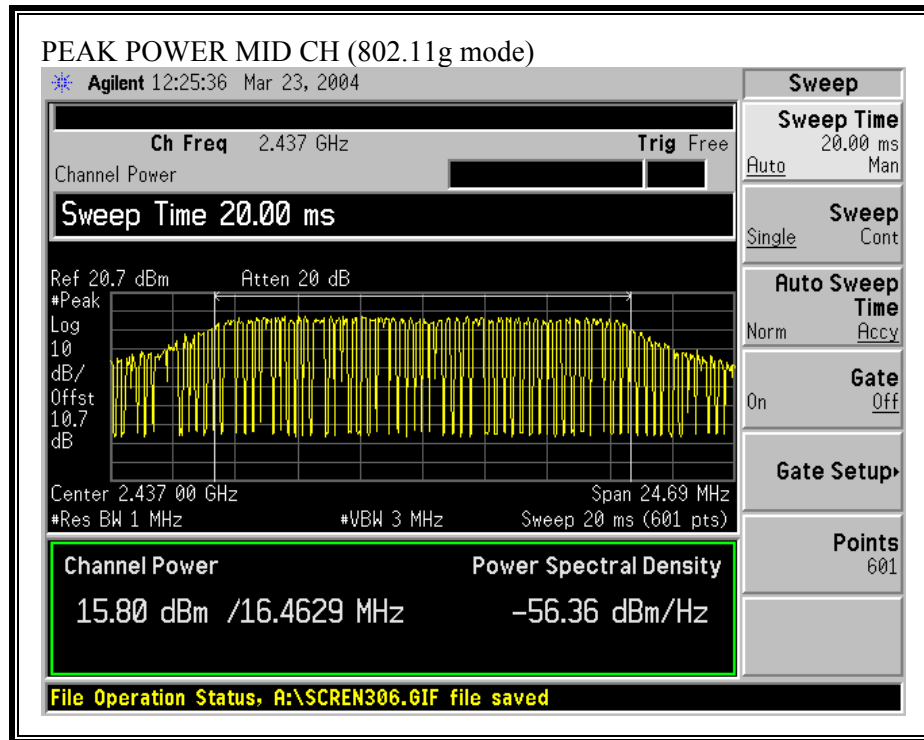 PEAK POWER MID CH (802.11g mode)
Agilent 12:25:36 Mar 23, 2004
Sweep
Ch Freq 2.437 GHz Trig Free
Channel Power
Sweep Time 20.00 ms
Ref 20.7 dBm Atten 20 dB
#Peak
Log
10
dB/
Offst
10.7
dB
Center 2.437 00 GHz Span 24.69 MHz
#Res BW 1 MHz #VBW 3 MHz Sweep 20 ms (601 pts)
Channel Power Power Spectral Density
15.80 dBm /16.4629 MHz -56.36 dBm/Hz
File Operation Status, A:\SCREN306.GIF file saved
Sweep Time
20.00 ms
Auto Man
Sweep
Single Cont
Auto Sweep
Time
Norm Accy
Gate
On Off
Gate Setup
Points
601